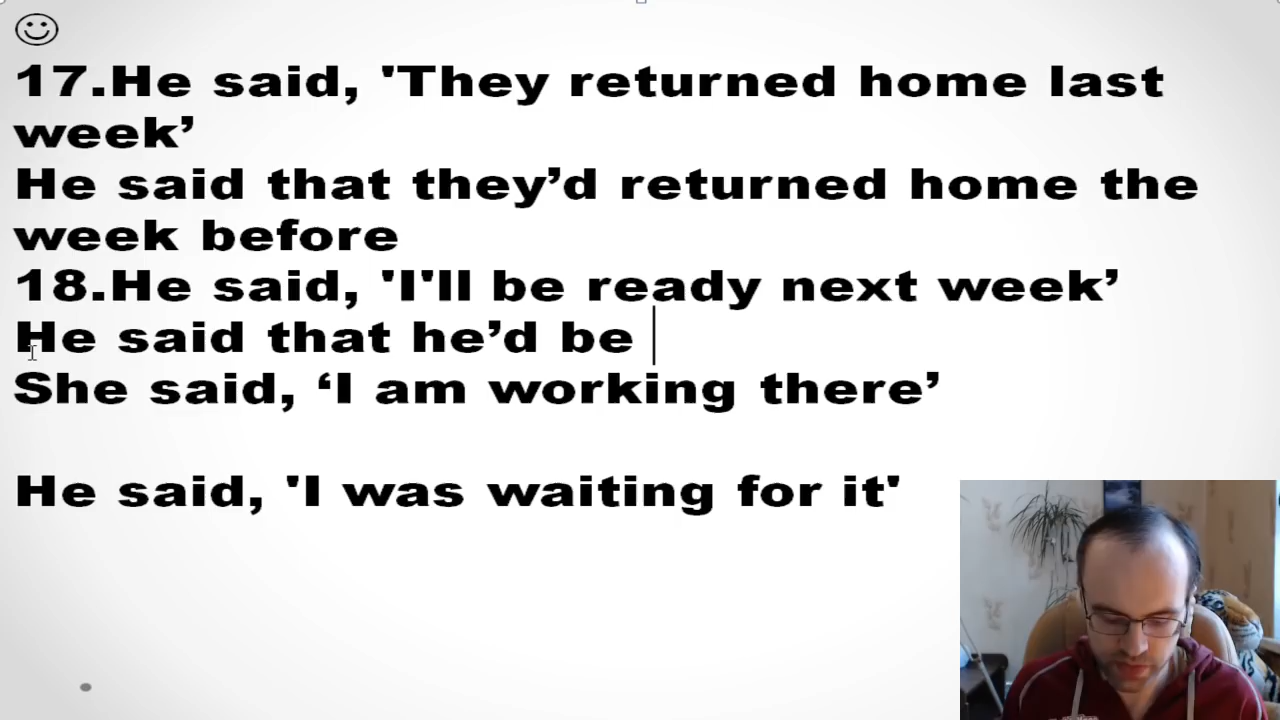 17.He said, 'They returned home last
week’
He said that they’d returned home the
week before
18.He said, 'I'll be ready next week’
He said that he’d be
She said, ‘I am working there’
He said, 'I was waiting for it'